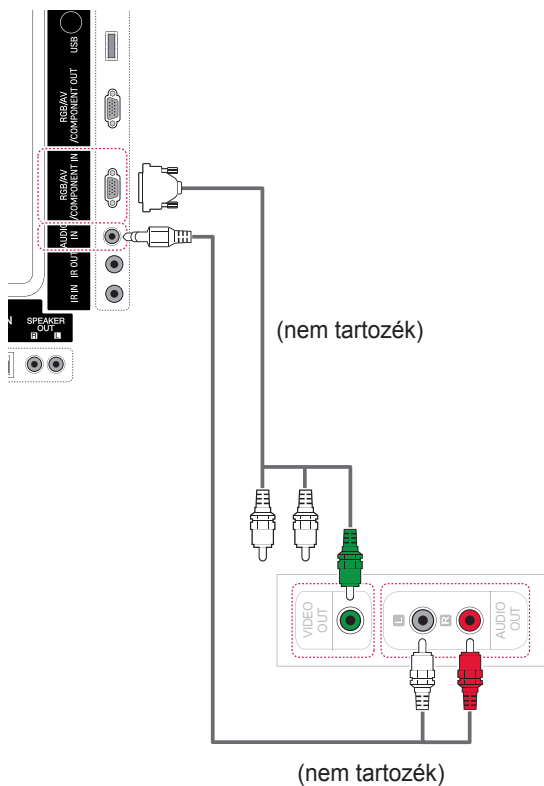 USB
RGB/AV
/COMPONENT OUT
RGB/AV
/COMPONENT IN
AUDIO
IN
IR OUT
IR IN
N
SPEAKER
OUT
R L
(nem tartozék)
VIDEO
OUT
L R
AUDIO
OUT
(nem tartozék)